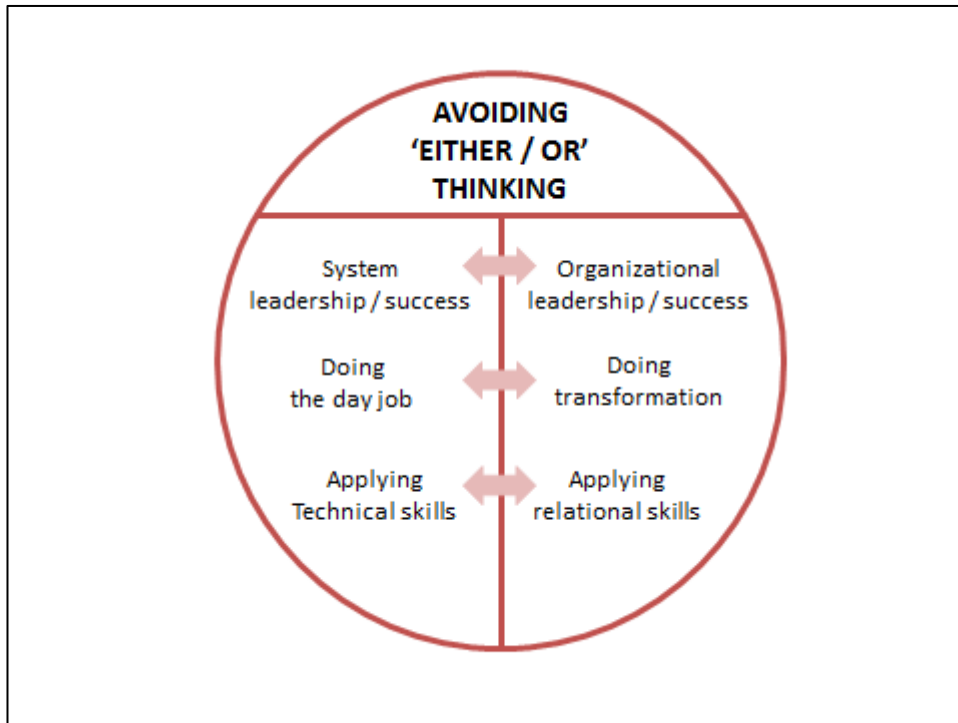 AVOIDING
‘EITHER / OR’
THINKING
System
leadership / success
Organizational
leadership / success
Doing
the day job
Doing
transformation
Applying
Technical skills
Applying
relational skills